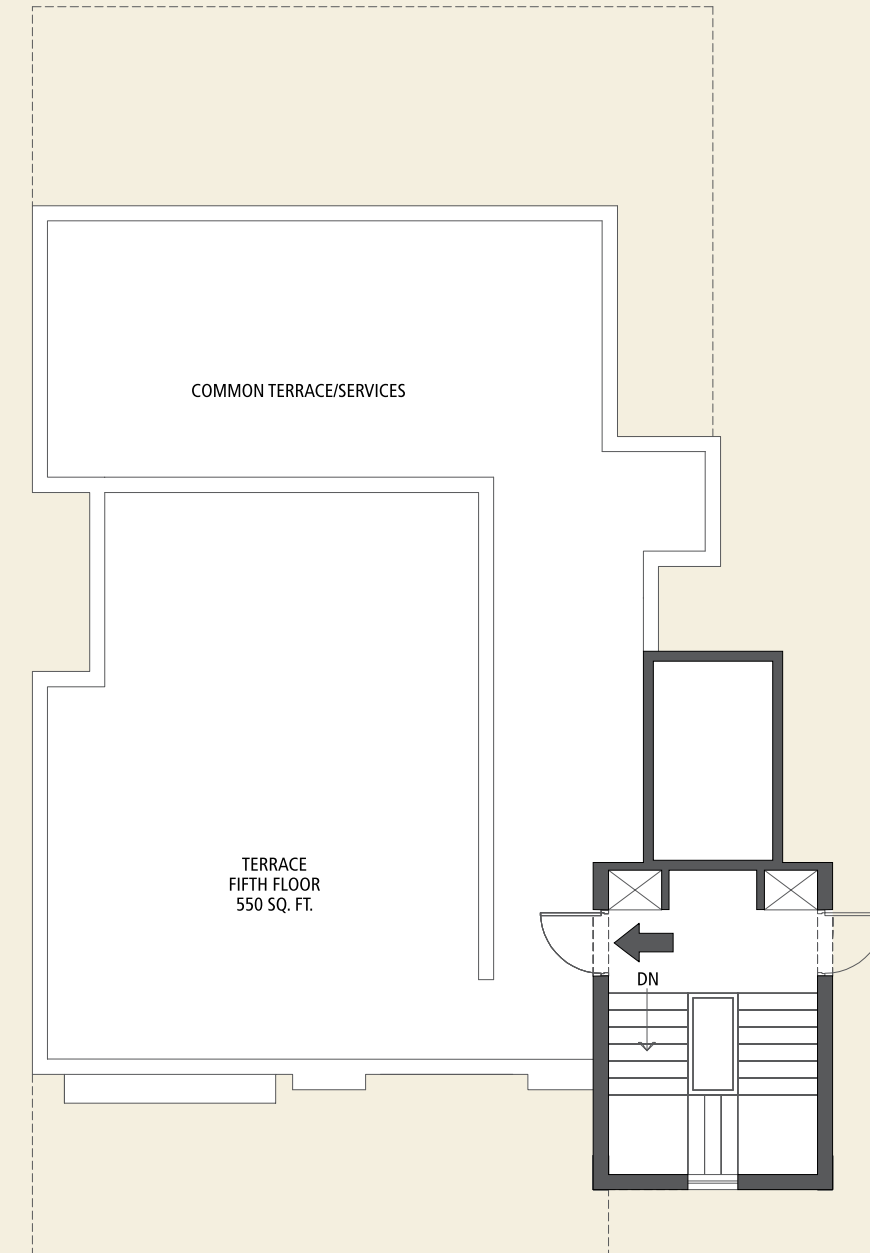 COMMON TERRACE/SERVICES
TERRACE
FIFTH FLOOR
550 SQ. FT.
DN